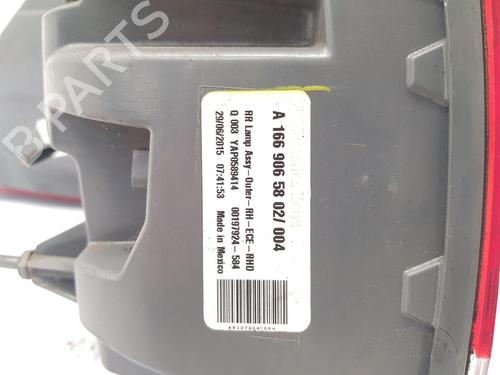 A 166 906 58 02/ 004
RR Lamp Assy-Outer-RH-ECE-RHD
Q 003 YAP0589414 00197924-584
29/06/2015 07:41:53 Made in Mexico
B-PARTS